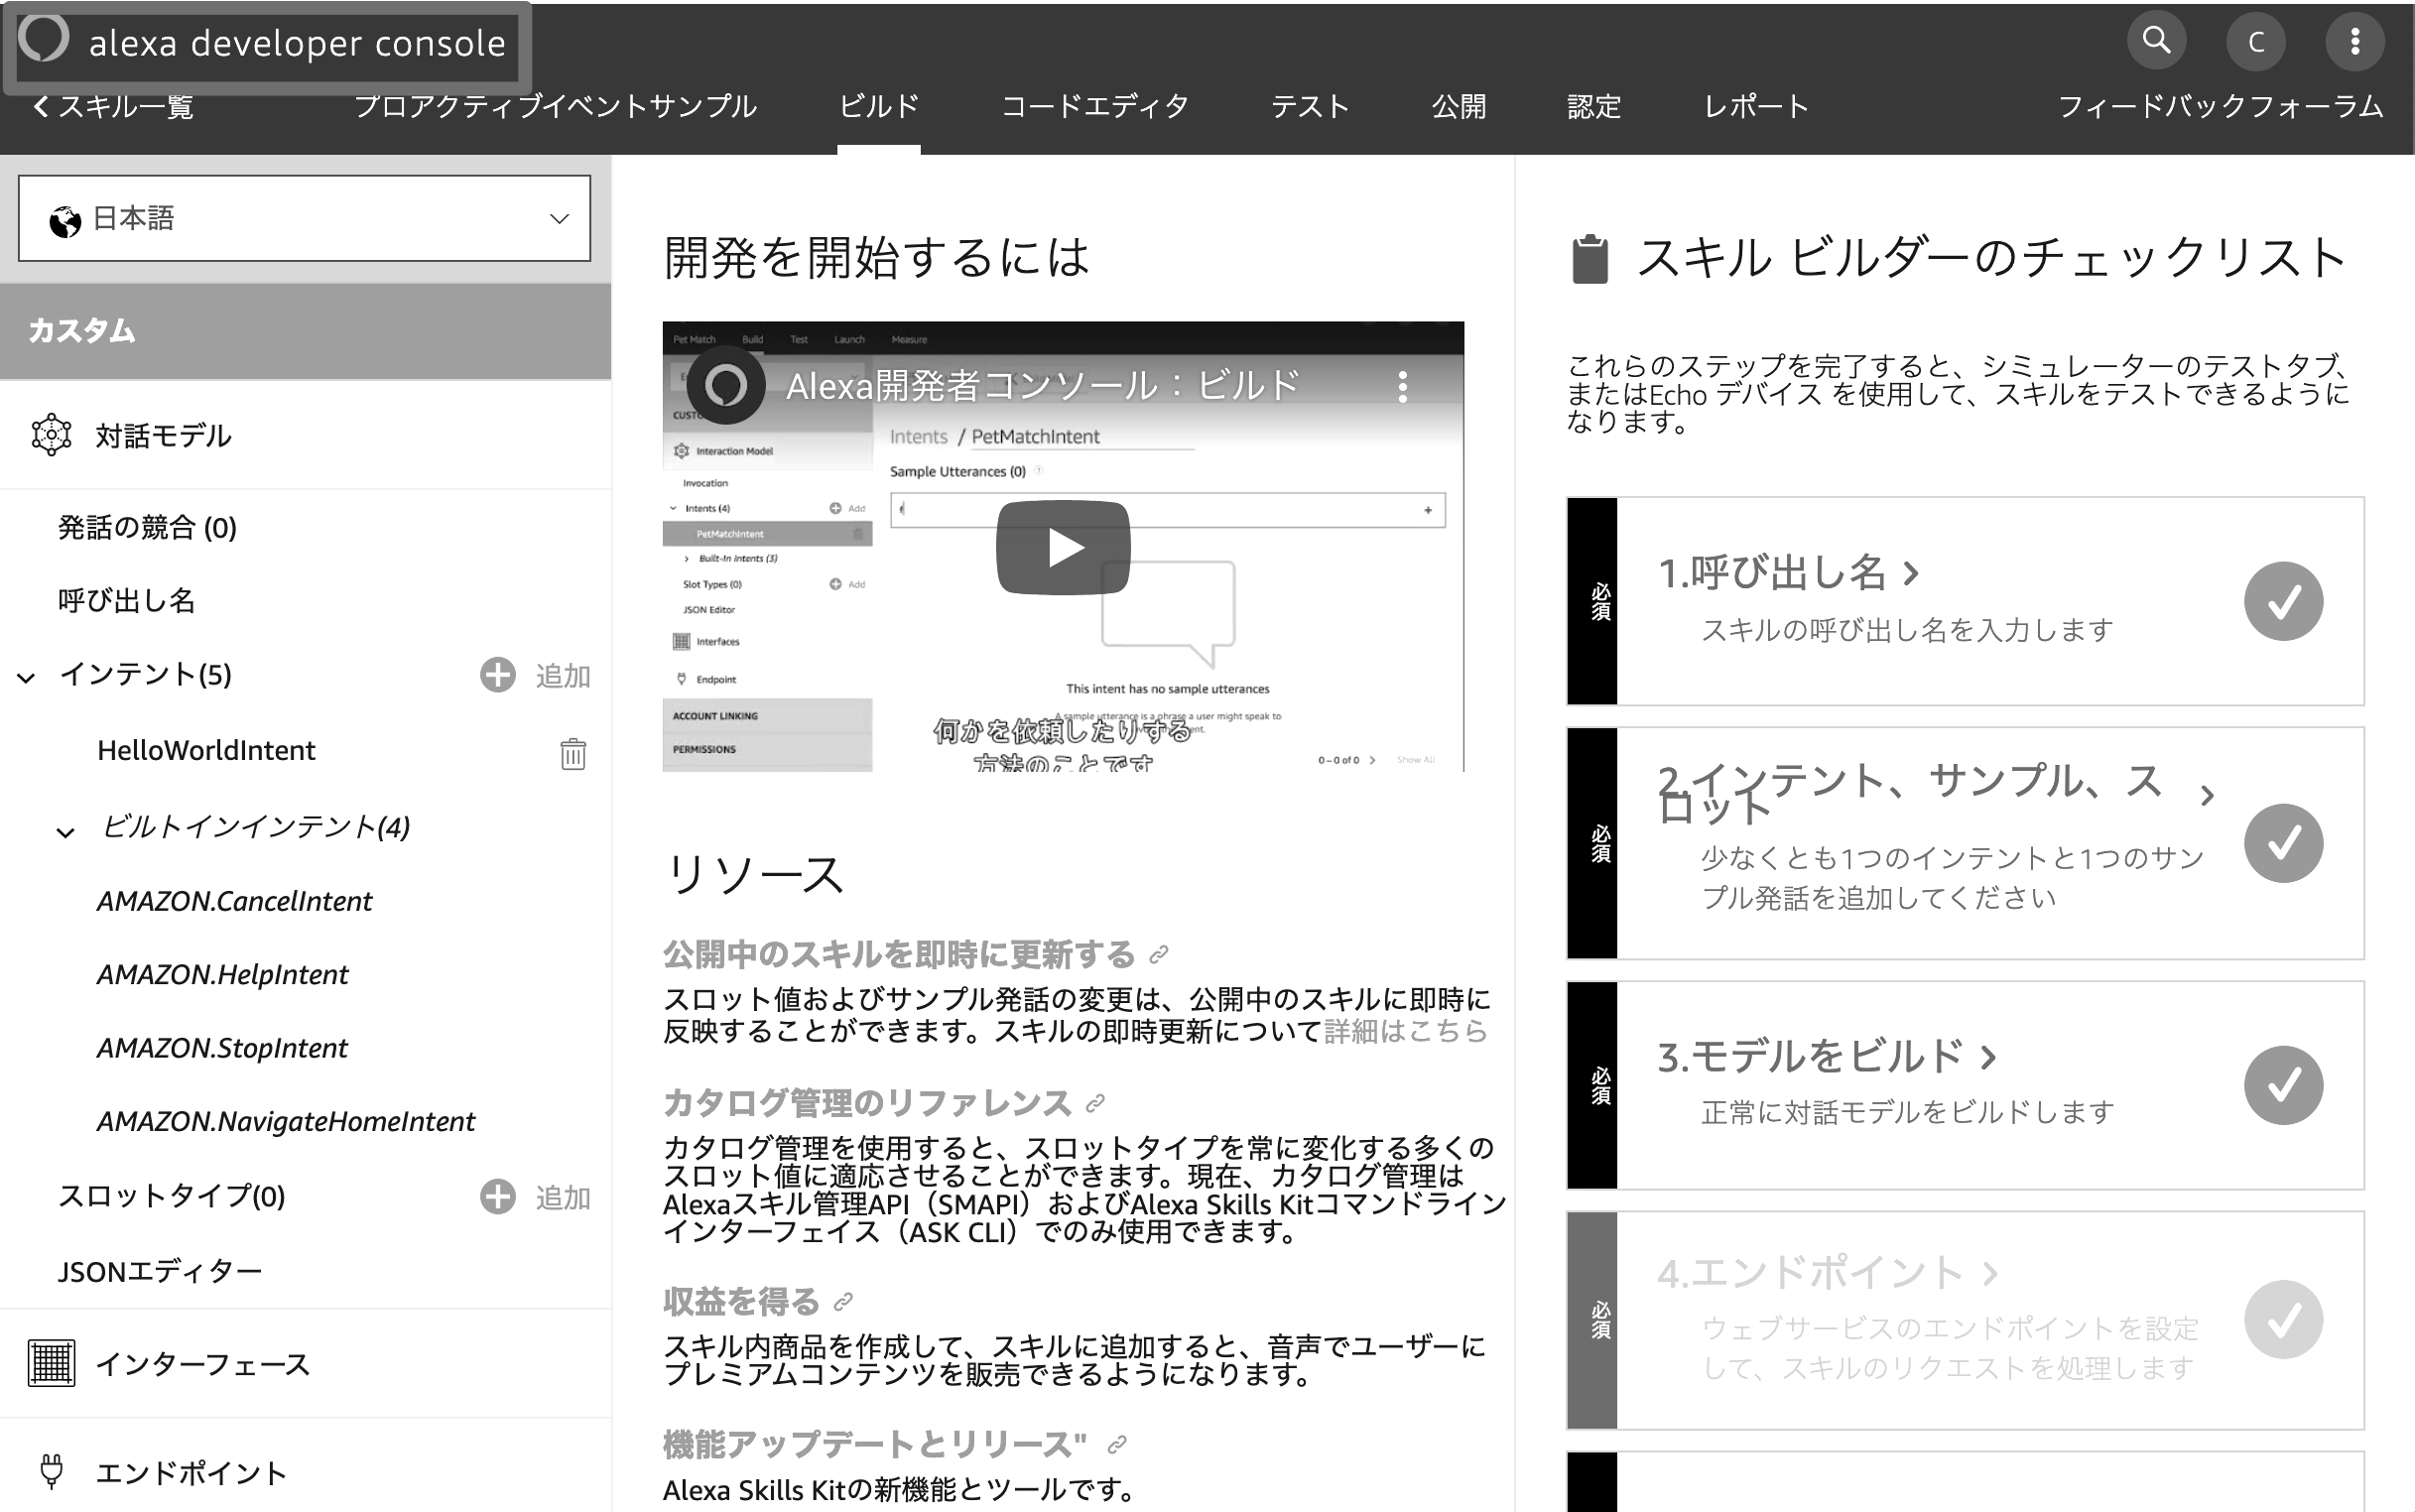 alexa developer console
C
スキル一覧
プロアクティブイベントサンプル
ビルド
コードエディタ
テスト
公開
認定
レポート
フィードバックフォーラム
日本語
カスタム
対話モデル
発話の競合 (0)
呼び出し名
インテント(5)
追加
HelloWorldIntent
ビルトインインテント(4)
AMAZON.CancelIntent
AMAZON.HelpIntent
AMAZON.StopIntent
AMAZON.NavigateHomeIntent
スロットタイプ(0)
追加
JSONエディター
インターフェース
エンドポイント
開発を開始するには
Pet Match
Build
Test
Launch
Measure
Alexa開発者コンソール：ビルド
Interaction Model
Invocation
Intents (4)
Add
PetMatchIntent
Built-In Intents (3)
Slot Types (0)
Add
JSON Editor
Interfaces
Endpoint
ACCOUNT LINKING
PERMISSIONS
Intents / PetMatchIntent
Sample Utterances (0)
This intent has no sample utterances
A sample utterance is a phrase a user might speak to
何かを依頼したりする
方法のことです
0 – 0 of 0
Show All
リソース
公開中のスキルを即時に更新する
スロット値およびサンプル発話の変更は、公開中のスキルに即時に
反映することができます。スキルの即時更新について詳細はこちら
カタログ管理のリファレンス
カタログ管理を使用すると、スロットタイプを常に変化する多くの
スロット値に適応させることができます。現在、カタログ管理は
Alexaスキル管理API（SMAPI）およびAlexa Skills Kitコマンドライン
インターフェイス（ASK CLI）でのみ使用できます。
収益を得る
スキル内商品を作成して、スキルに追加すると、音声でユーザーに
プレミアムコンテンツを販売できるようになります。
機能アップデートとリリース"
Alexa Skills Kitの新機能とツールです。
スキル ビルダーのチェックリスト
これらのステップを完了すると、シミュレーターのテストタブ、
またはEcho デバイス を使用して、スキルをテストできるように
なります。
必須
1.呼び出し名
スキルの呼び出し名を入力します
必須
2.インテント、サンプル、ス
ロット
少なくとも1つのインテントと1つのサン
プル発話を追加してください
必須
3.モデルをビルド
正常に対話モデルをビルドします
必須
4.エンドポイント
ウェブサービスのエンドポイントを設定
して、スキルのリクエストを処理します